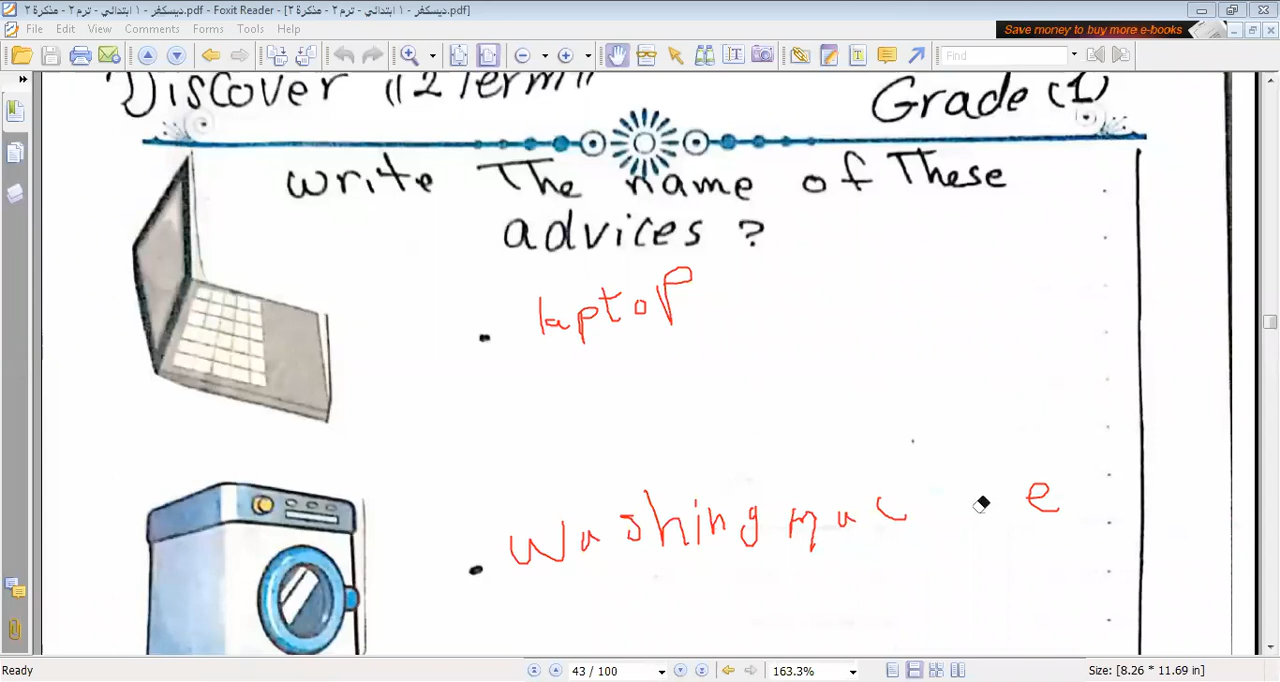 ديسكفر - ١ ابتدائي - ترم ٢ - مذكرة ٢.pdf - Foxit Reader - [ديسكفر - ١ ابتدائي - ترم ٢ - مذكرة ٢.pdf]
File Edit View Comments Forms Tools Help
Save money to buy more e-books
Find
Discover "2 Term" Grade (1)
write The name of These
advices ?
laptop
Washing mac e
Ready 43 / 100 163.3% Size: [8.26 * 11.69 in]